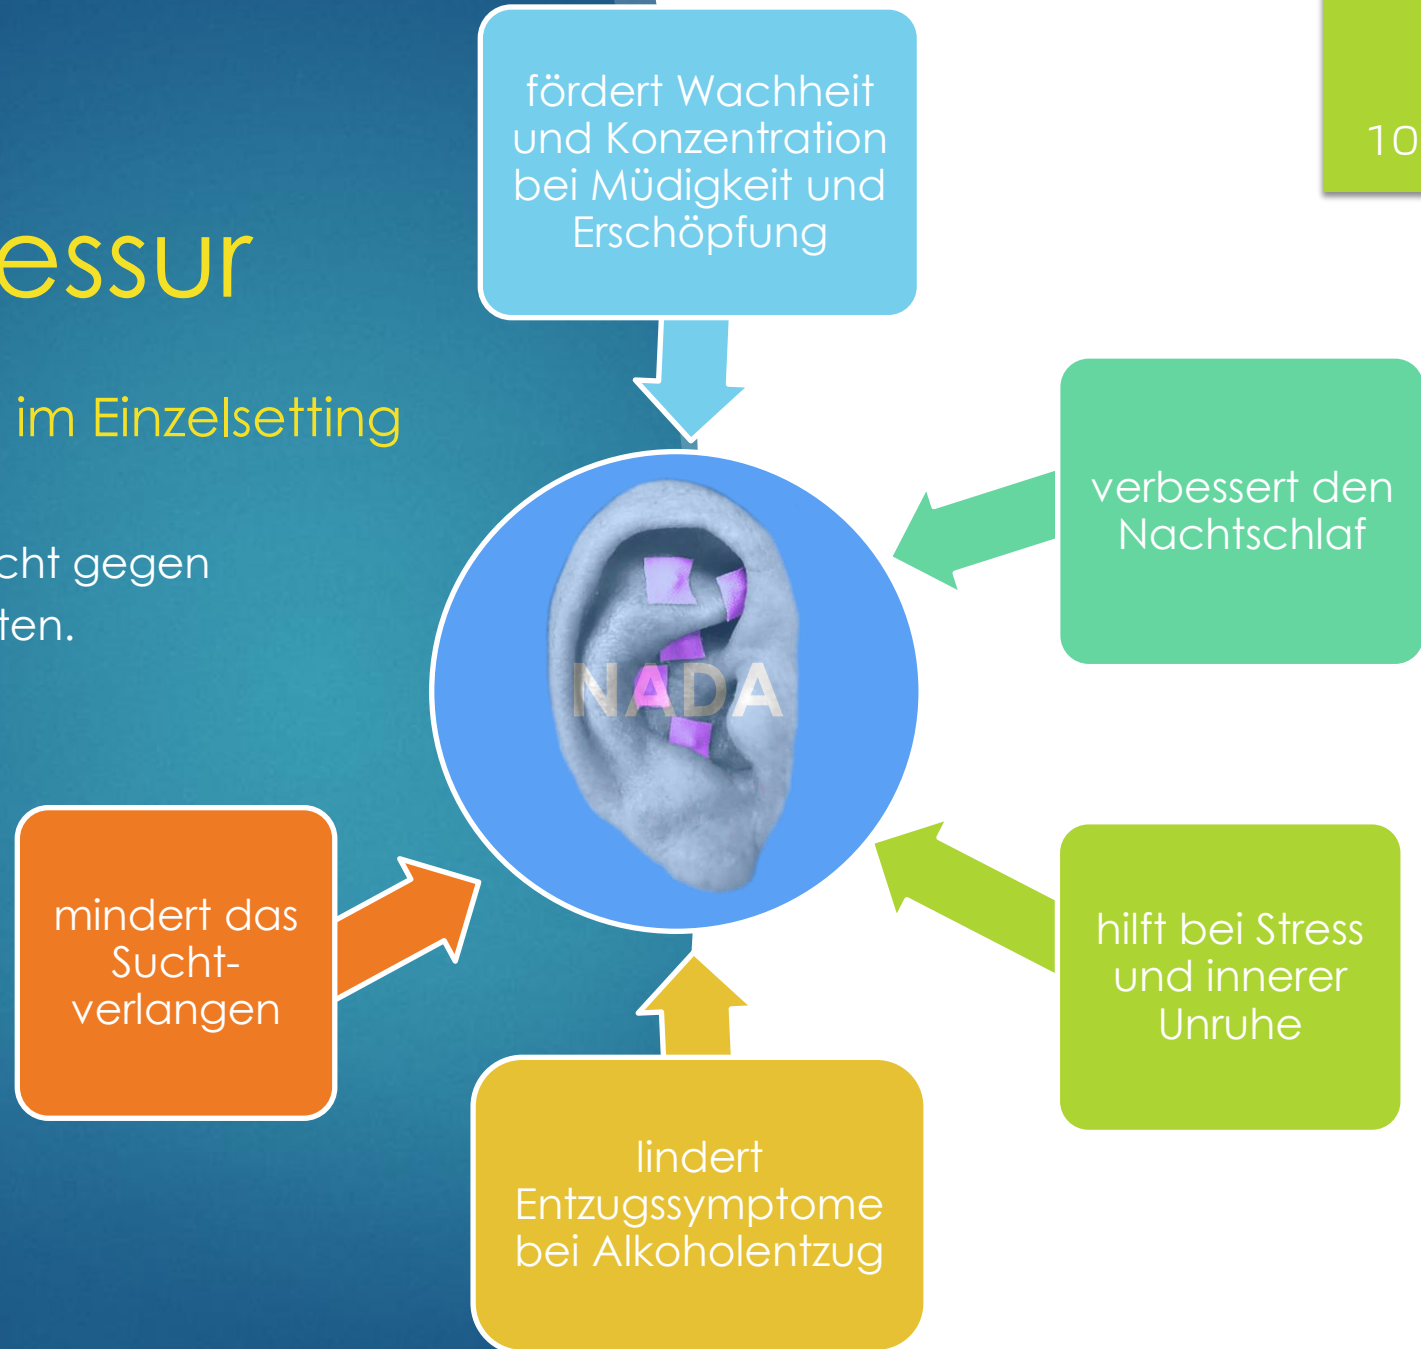 10
essur
im Einzelsetting
cht gegen
ten.
fördert Wachheit
und Konzentration
bei Müdigkeit und
Erschöpfung
verbessert den
Nachtschlaf
hilft bei Stress
und innerer
Unruhe
lindert
Entzugssymptome
bei Alkoholentzug
mindert das
Sucht-
verlangen
NADA